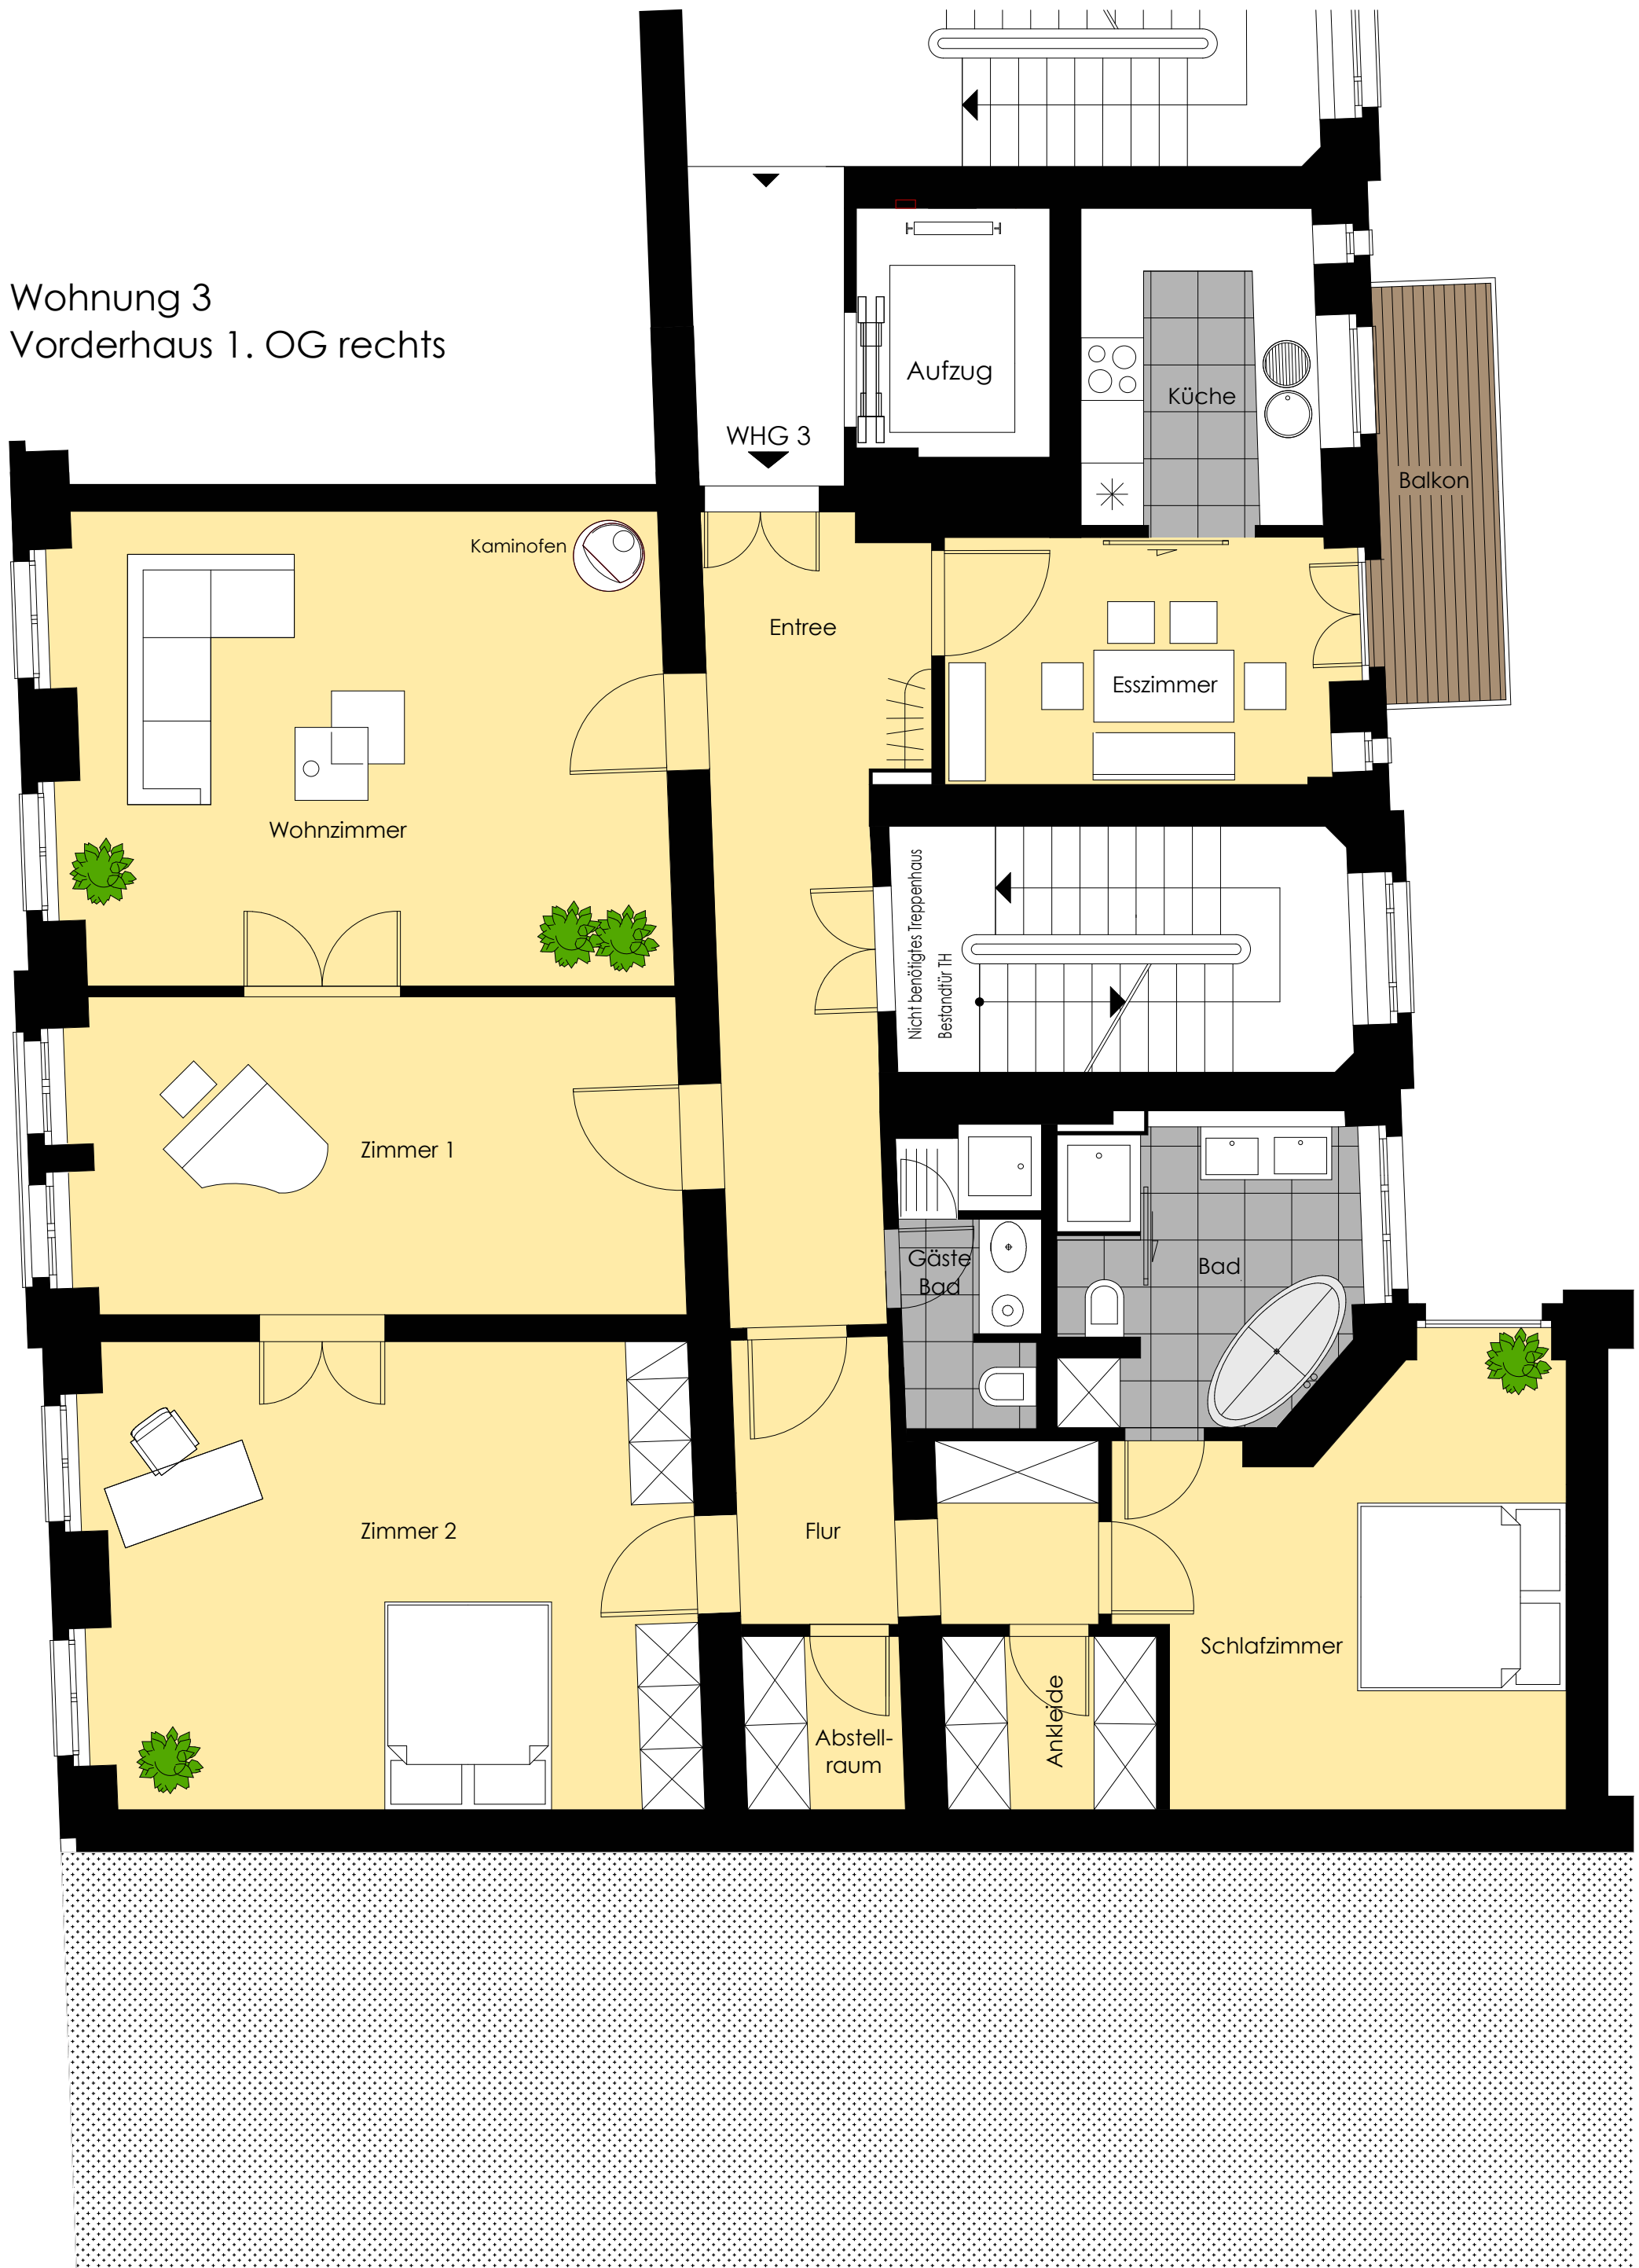 Wohnung 3
Vorderhaus 1. OG rechts
Aufzug
Küche
WHG 3
Balkon
Kaminofen
Entree
Esszimmer
Wohnzimmer
Nicht benötigtes Treppenhaus
Bestandtür TH
Zimmer 1
Gäste
Bad
Bad
Zimmer 2
Flur
Schlafzimmer
Abstell-
raum
Ankleide